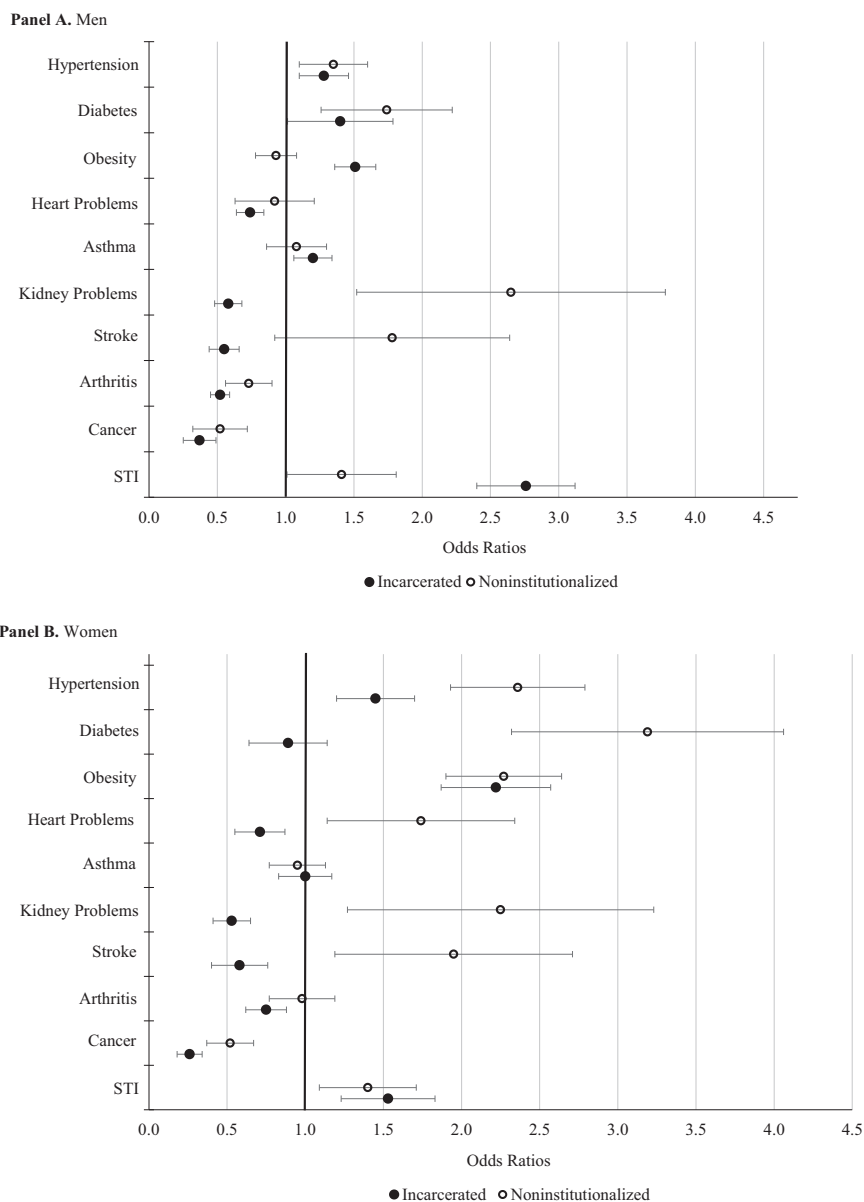 Panel A. Men
Hypertension
Diabetes
Obesity
Heart Problems
Asthma
Kidney Problems
Stroke
Arthritis
Cancer
STI
0.0 0.5 1.0 1.5 2.0 2.5 3.0 3.5 4.0 4.5
Odds Ratios
Incarcerated Noninstitutionalized
Panel B. Women
Hypertension
Diabetes
Obesity
Heart Problems
Asthma
Kidney Problems
Stroke
Arthritis
Cancer
STI
0.0 0.5 1.0 1.5 2.0 2.5 3.0 3.5 4.0 4.5
Odds Ratios
Incarcerated Noninstitutionalized